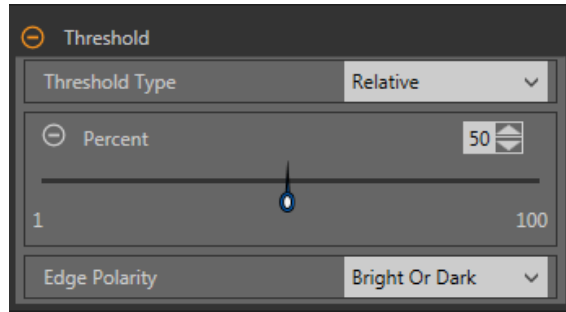 Threshold
Threshold Type Relative
Percent 50
1 100
Edge Polarity Bright Or Dark